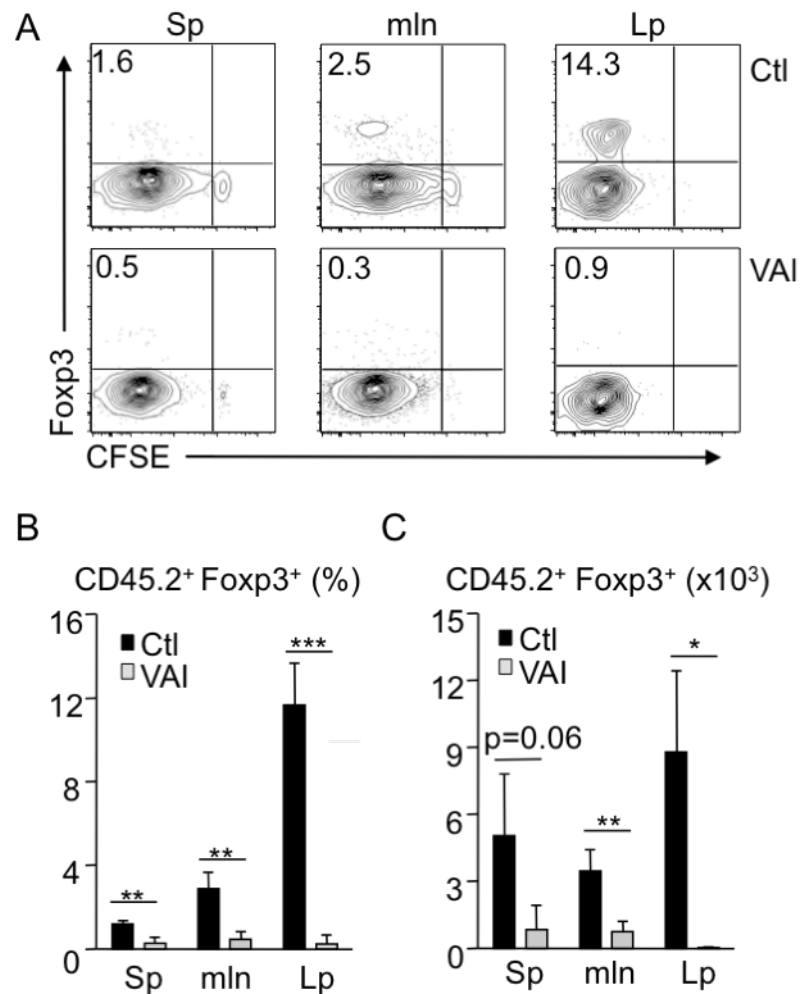 A
Sp mln Lp
1.6 2.5 14.3 Ctl
0.5 0.3 0.9 VAI
Foxp3
CFSE
B
CD45.2⁺ Foxp3⁺ (%)
16
12
8
4
0
Ctl
VAI
** ** ***
Sp mln Lp
C
CD45.2⁺ Foxp3⁺ (x10³)
15
12
9
6
3
0
Ctl
VAI
p=0.06 ** *
Sp mln Lp